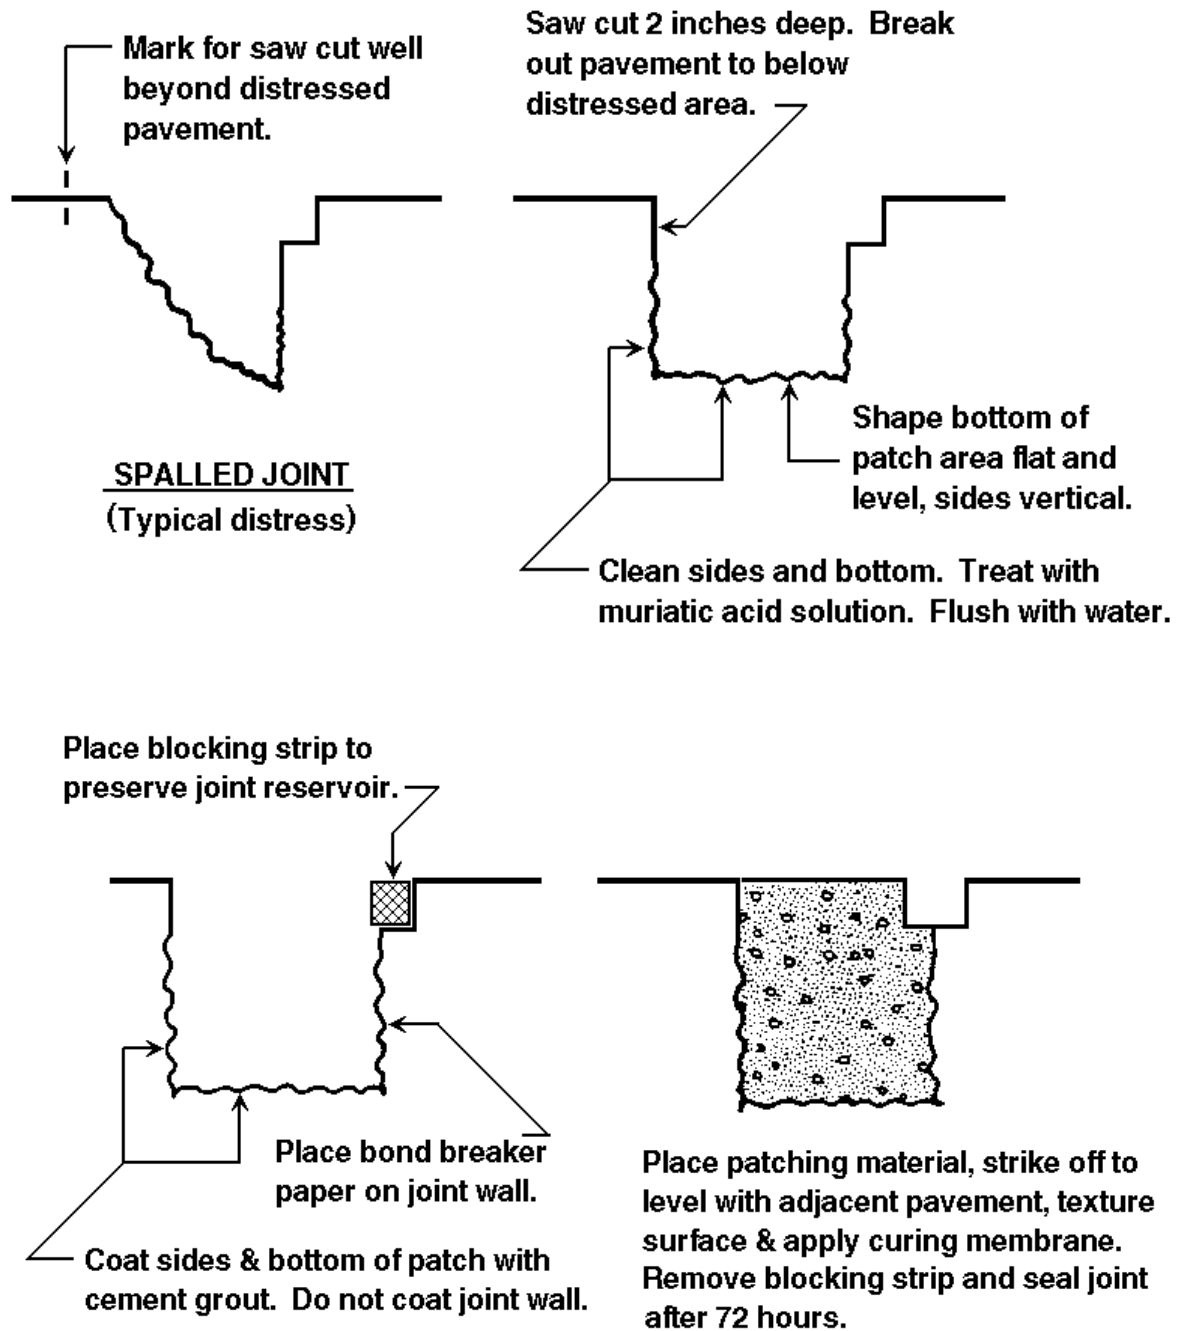 Mark for saw cut well
beyond distressed
pavement.
Saw cut 2 inches deep.  Break
out pavement to below
distressed area.
SPALLED JOINT
(Typical distress)
Shape bottom of
patch area flat and
level, sides vertical.
Clean sides and bottom.  Treat with
muriatic acid solution.  Flush with water.
Place blocking strip to
preserve joint reservoir.
Place bond breaker
paper on joint wall.
Coat sides & bottom of patch with
cement grout.  Do not coat joint wall.
Place patching material, strike off to
level with adjacent pavement, texture
surface & apply curing membrane.
Remove blocking strip and seal joint
after 72 hours.